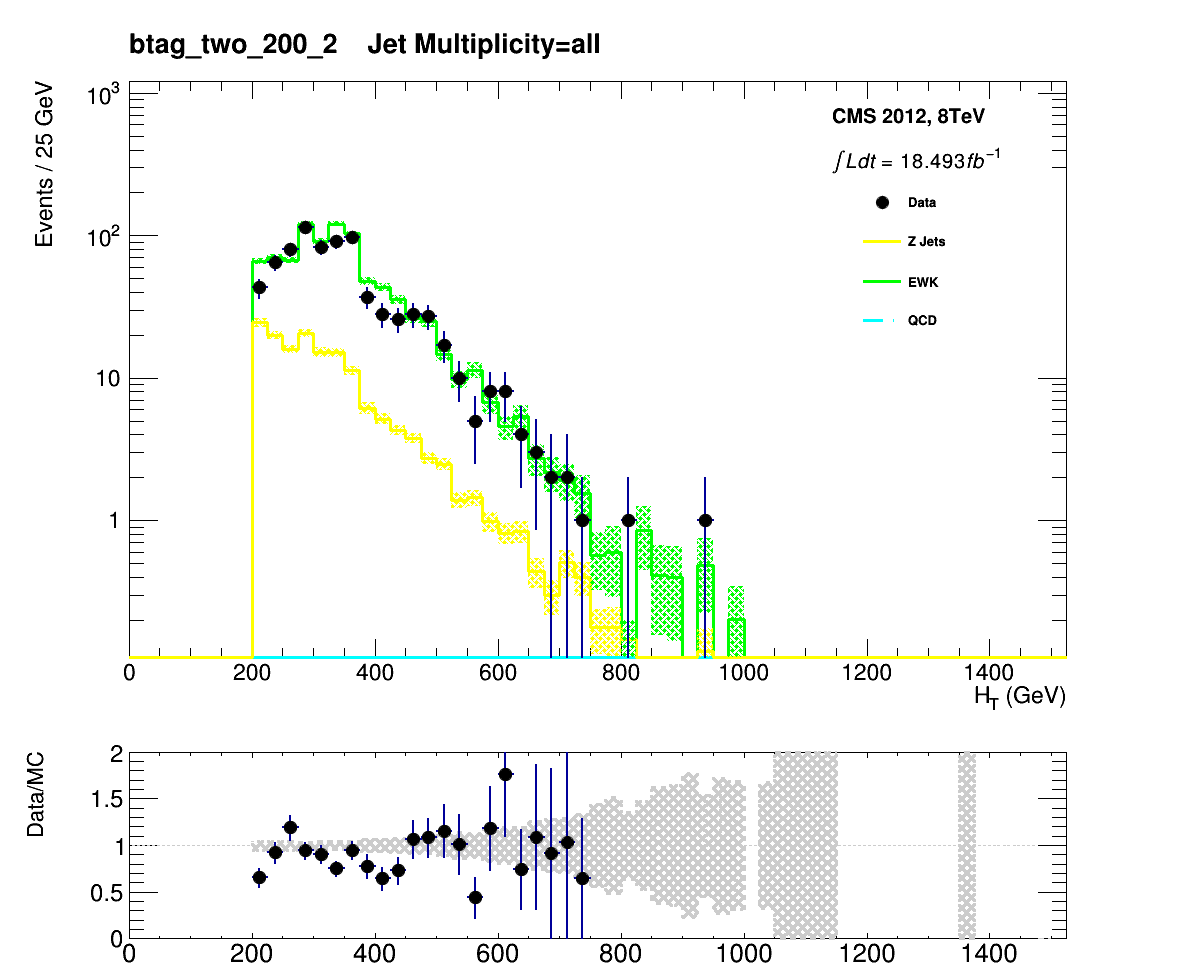 btag_two_200_2 Jet Multiplicity=all
Events / 25 GeV
10³
10²
10
1
CMS 2012, 8TeV
∫Ldt = 18.493fb⁻¹
Data
Z Jets
EWK
QCD
0 200 400 600 800 1000 1200 1400
H_T (GeV)
Data/MC
2
1.5
1
0.5
0
0 200 400 600 800 1000 1200 1400